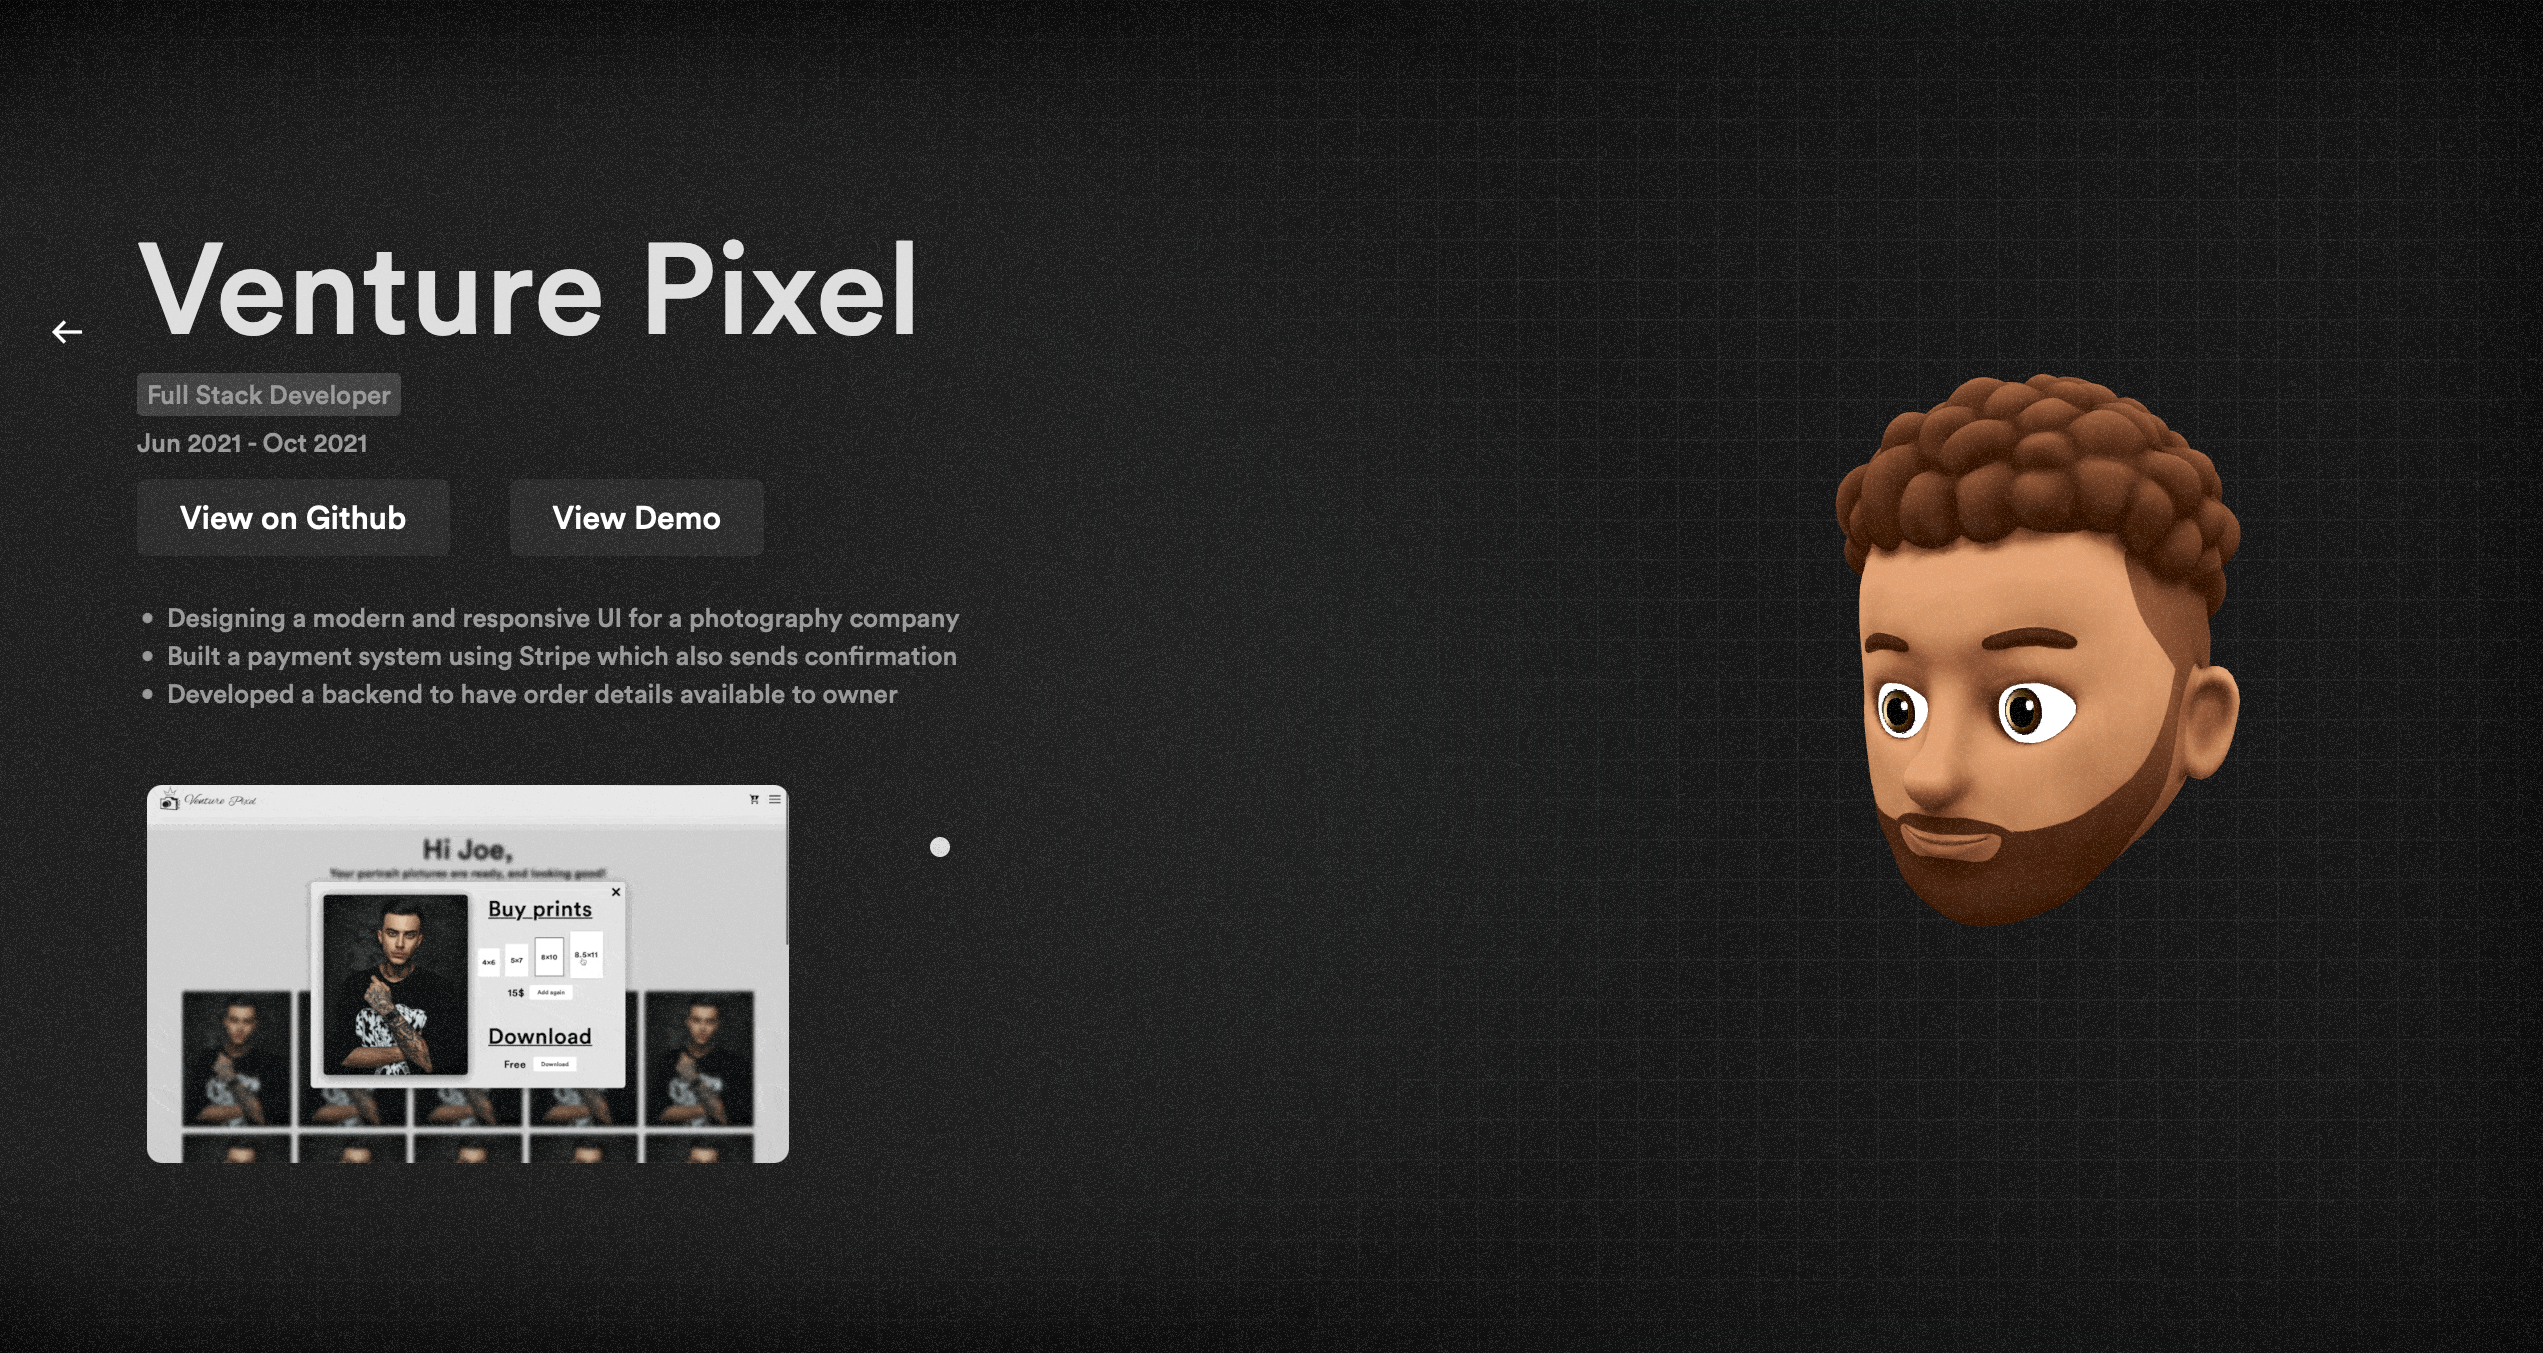 Venture Pixel
Full Stack Developer
Jun 2021 - Oct 2021
View on Github
View Demo
Designing a modern and responsive UI for a photography company
Built a payment system using Stripe which also sends confirmation
Developed a backend to have order details available to owner
Venture Pixel
Hi Joe,
Your portrait pictures are ready, and looking good!
Buy prints
4x6 5x7 8x10 8.5x11
15$ Add again
Download
Free Download